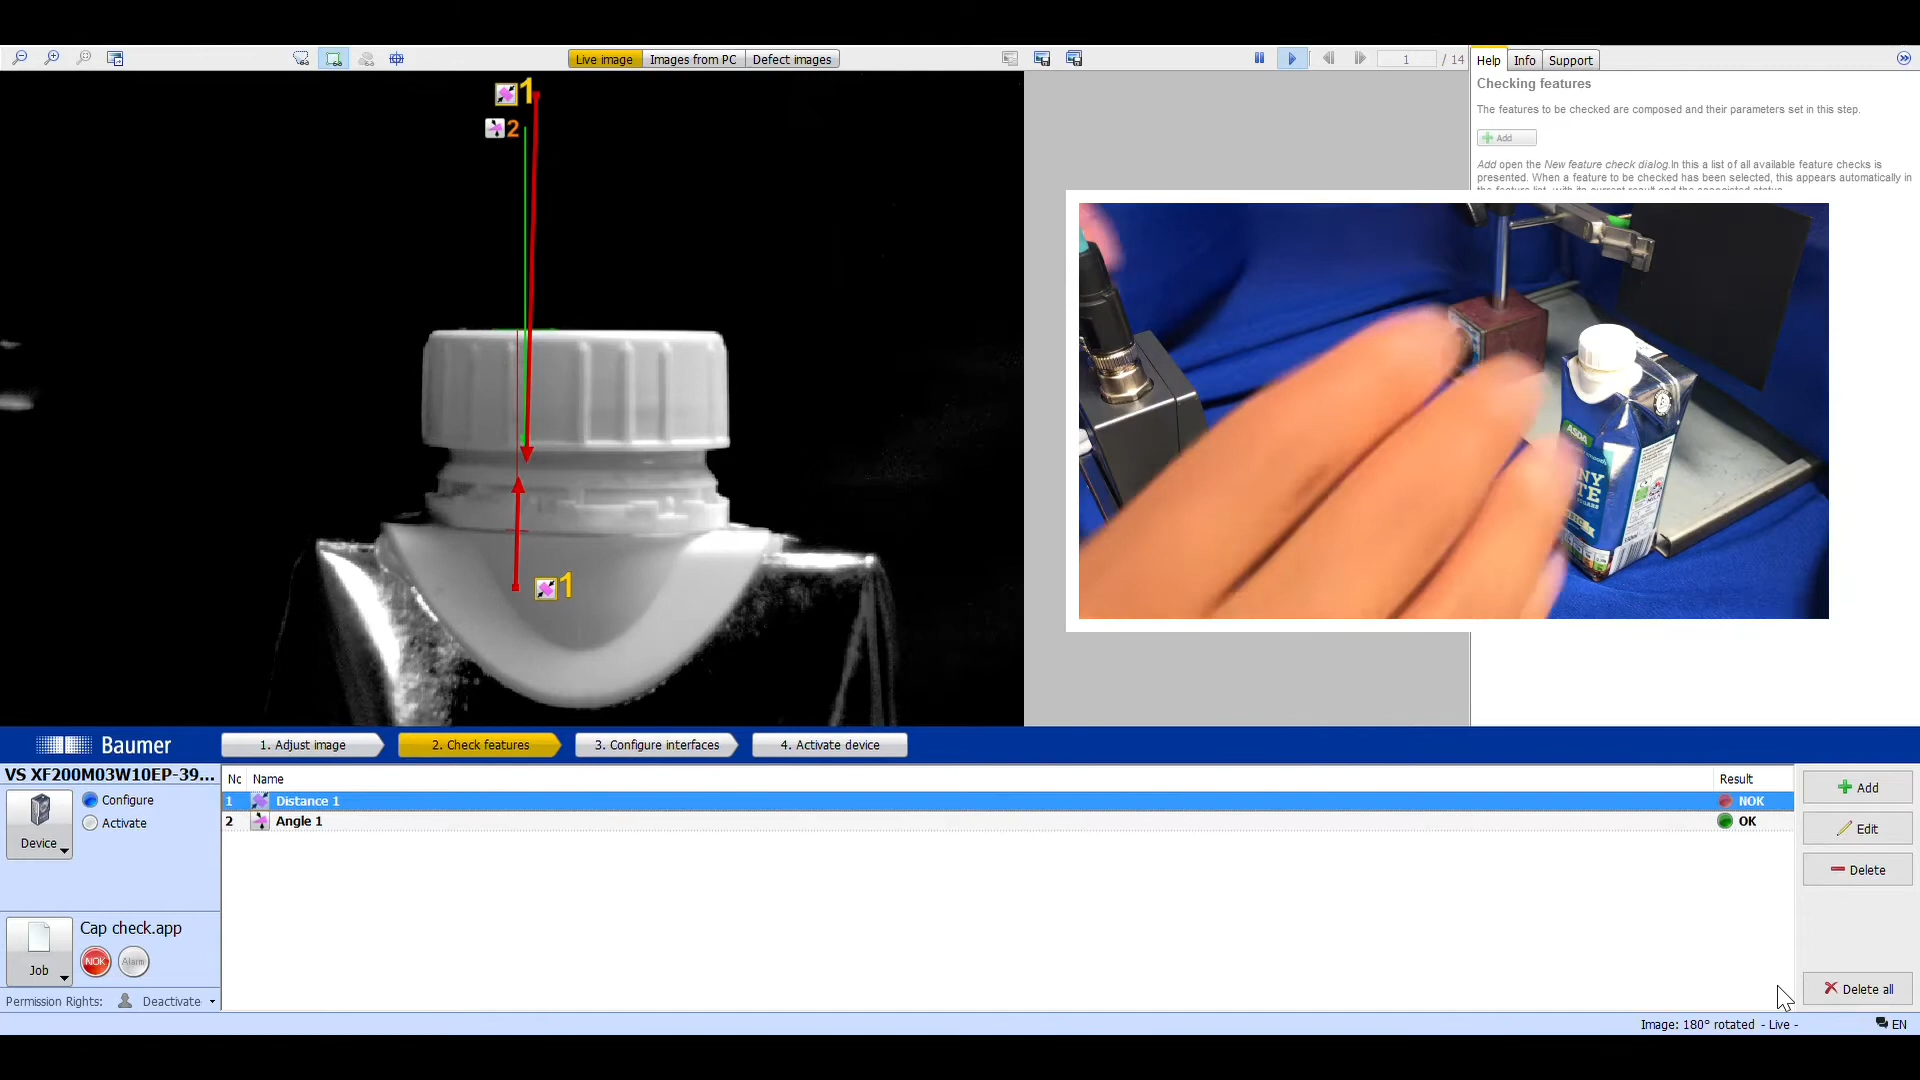 Live image
Images from PC
Defect images
1
/ 14
Help
Info
Support
Checking features
The features to be checked are composed and their parameters set in this step.
Add
Add open the New feature check dialog.In this a list of all available feature checks is
presented. When a feature to be checked has been selected, this appears automatically in
1
2
1
ASDA
Baumer
1. Adjust image
2. Check features
3. Configure interfaces
4. Activate device
VS XF200M03W10EP-39...
Device
Configure
Activate
Job
Cap check.app
NOK
Alarm
Permission Rights:
Deactivate
Nc
Name
Result
1
Distance 1
NOK
2
Angle 1
OK
Add
Edit
Delete
Delete all
Image: 180° rotated - Live -
EN